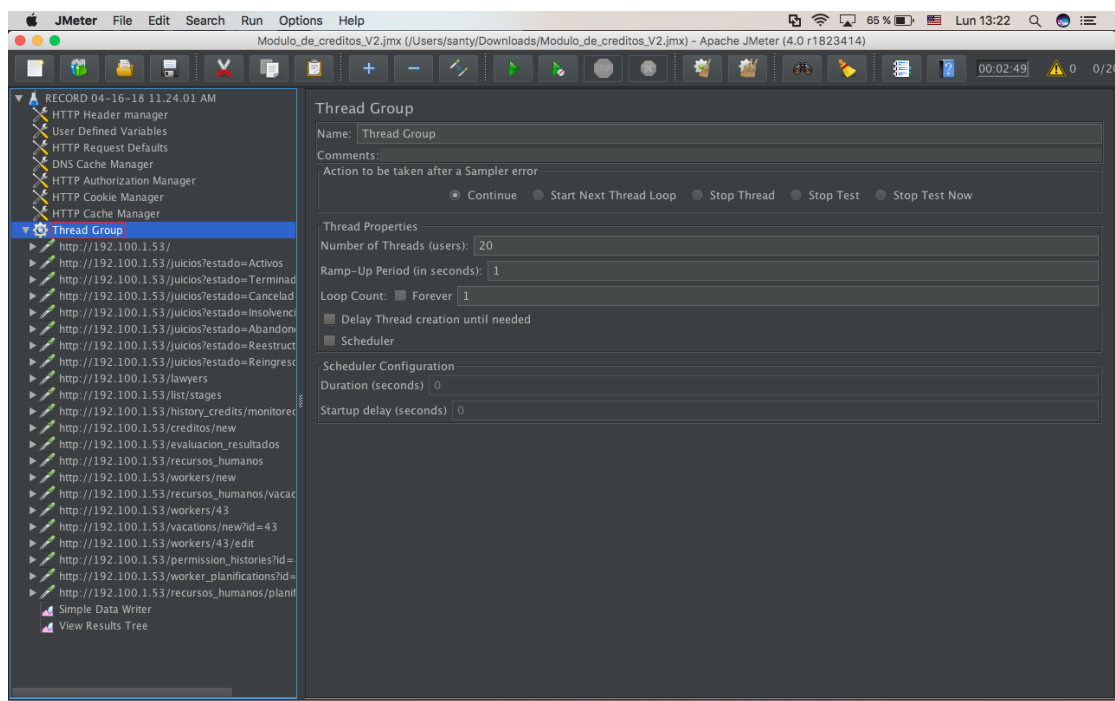 JMeter File Edit Search Run Options Help 65 % Lun 13:22
Modulo_de_creditos_V2.jmx (/Users/santy/Downloads/Modulo_de_creditos_V2.jmx) - Apache JMeter (4.0 r1823414)
00:02:49 0 0/20
RECORD 04-16-18 11.24.01 AM
HTTP Header manager
User Defined Variables
HTTP Request Defaults
DNS Cache Manager
HTTP Authorization Manager
HTTP Cookie Manager
HTTP Cache Manager
Thread Group
http://192.100.1.53/
http://192.100.1.53/juicios?estado=Activos
http://192.100.1.53/juicios?estado=Terminad
http://192.100.1.53/juicios?estado=Cancelad
http://192.100.1.53/juicios?estado=Insolvenci
http://192.100.1.53/juicios?estado=Abandon
http://192.100.1.53/juicios?estado=Reestruct
http://192.100.1.53/juicios?estado=Reingreso
http://192.100.1.53/lawyers
http://192.100.1.53/list/stages
http://192.100.1.53/history_credits/monitored
http://192.100.1.53/creditos/new
http://192.100.1.53/evaluacion_resultados
http://192.100.1.53/recursos_humanos
http://192.100.1.53/workers/new
http://192.100.1.53/recursos_humanos/vacac
http://192.100.1.53/workers/43
http://192.100.1.53/vacations/new?id=43
http://192.100.1.53/workers/43/edit
http://192.100.1.53/permission_histories?id=
http://192.100.1.53/worker_planifications?id=
http://192.100.1.53/recursos_humanos/planif
Simple Data Writer
View Results Tree
Thread Group
Name: Thread Group
Comments:
Action to be taken after a Sampler error
Continue Start Next Thread Loop Stop Thread Stop Test Stop Test Now
Thread Properties
Number of Threads (users): 20
Ramp-Up Period (in seconds): 1
Loop Count: Forever 1
Delay Thread creation until needed
Scheduler
Scheduler Configuration
Duration (seconds) 0
Startup delay (seconds) 0